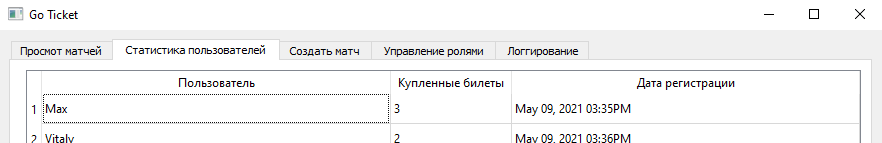 Go Ticket
Просмот матчей Статистика пользователей Создать матч Управление ролями Логгирование
Пользователь Купленные билеты Дата регистрации
1 Max 3 May 09, 2021 03:35PM
2 Vitaly 2 May 09, 2021 03:36PM